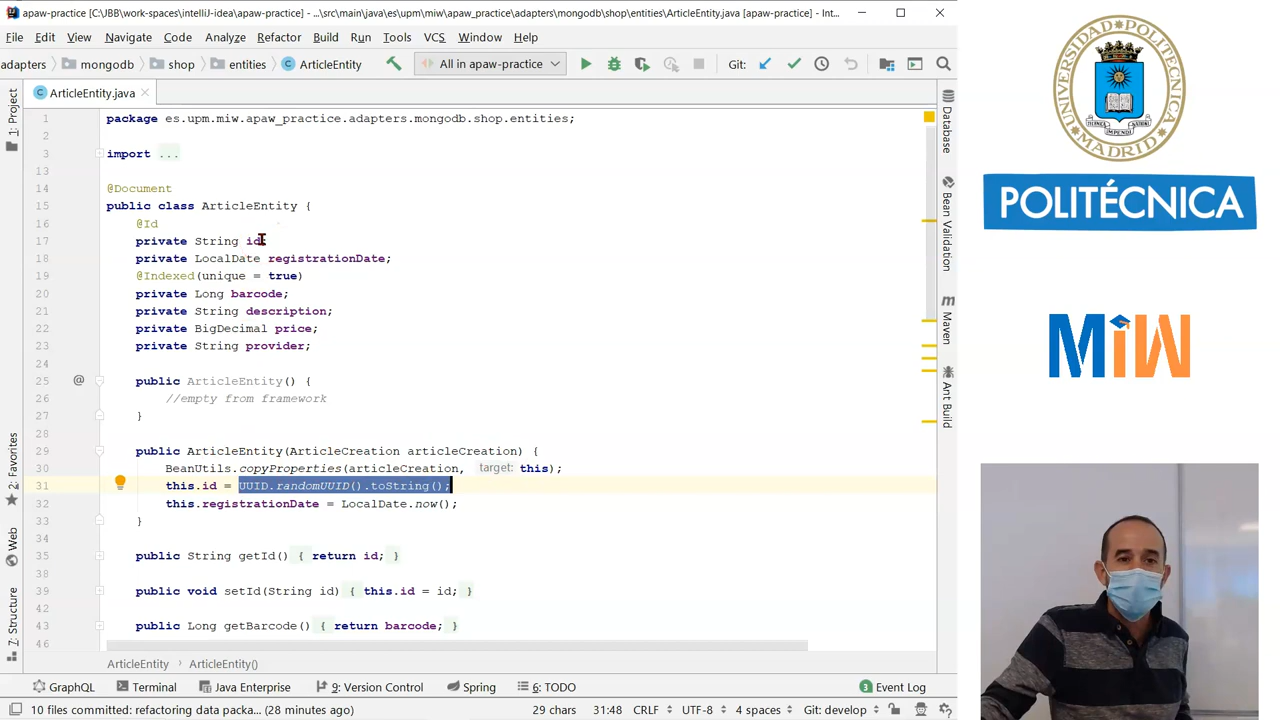 apaw-practice [C:\JBB\work-spaces\intelliJ-idea\apaw-practice] - ...\src\main\java\es\upm\miw\apaw_practice\adapters\mongodb\shop\entities\ArticleEntity.java [apaw-practice] - Int...
File Edit View Navigate Code Analyze Refactor Build Run Tools VCS Window Help
adapters mongodb shop entities ArticleEntity All in apaw-practice Git:
ArticleEntity.java
1: Project
2: Favorites
Web
7: Structure
1 package es.upm.miw.apaw_practice.adapters.mongodb.shop.entities;
2
3 import ...
13
14 @Document
15 public class ArticleEntity {
16 @Id
17 private String id;
18 private LocalDate registrationDate;
19 @Indexed(unique = true)
20 private Long barcode;
21 private String description;
22 private BigDecimal price;
23 private String provider;
24
25 @ public ArticleEntity() {
26 //empty from framework
27 }
28
29 public ArticleEntity(ArticleCreation articleCreation) {
30 BeanUtils.copyProperties(articleCreation, target: this);
31 this.id = UUID.randomUUID().toString();
32 this.registrationDate = LocalDate.now();
33 }
34
35 public String getId() { return id; }
38
39 public void setId(String id) { this.id = id; }
42
43 public Long getBarcode() { return barcode; }
46
ArticleEntity ArticleEntity()
Database
Bean Validation
Maven
Ant Build
GraphQL Terminal Java Enterprise 9: Version Control Spring 6: TODO 3 Event Log
10 files committed: refactoring data packa... (28 minutes ago) 29 chars 31:48 CRLF UTF-8 4 spaces Git: develop
UNIVERSIDAD POLITECNICA
MADRID
POLITÉCNICA
MiW